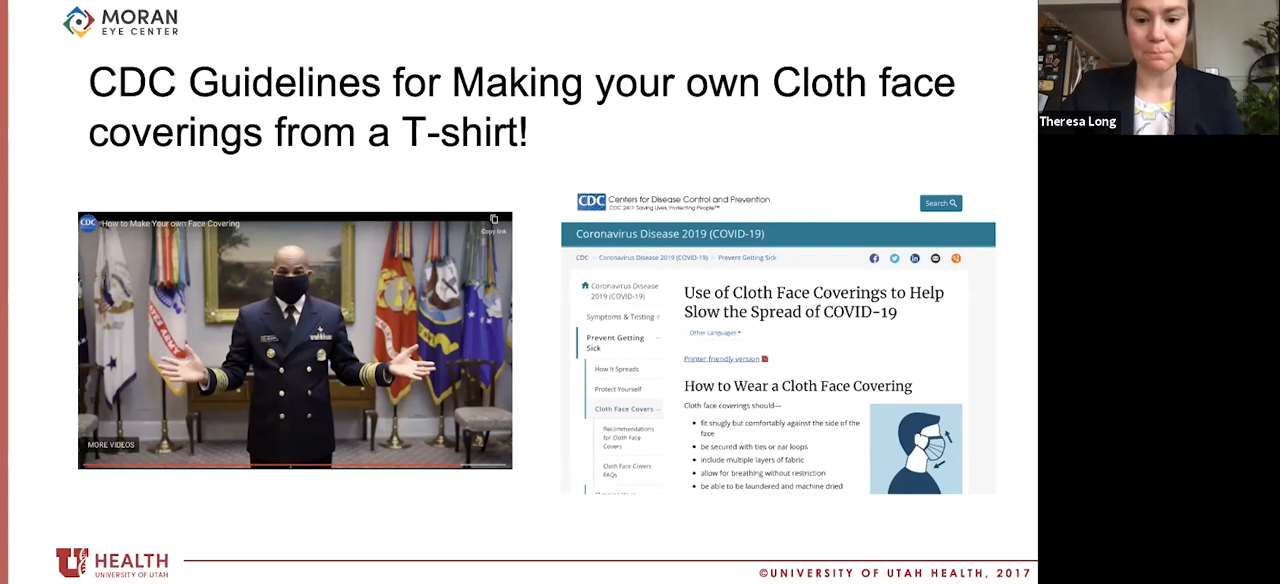 MORAN
EYE CENTER
CDC Guidelines for Making your own Cloth face
coverings from a T-shirt!
Theresa Long
CDC How to Make Your own Face Covering
Copy link
MORE VIDEOS
CDC Centers for Disease Control and Prevention
CDC 24/7: Saving Lives, Protecting People™
Search
Coronavirus Disease 2019 (COVID-19)
CDC > Coronavirus Disease 2019 (COVID-19) > Prevent Getting Sick
Coronavirus Disease
2019 (COVID-19)
Symptoms & Testing +
Prevent Getting –
Sick
How It Spreads
Protect Yourself
Cloth Face Covers –
Recommendations
for Cloth Face
Covers
Cloth Face Covers
FAQs
Use of Cloth Face Coverings to Help
Slow the Spread of COVID-19
Other Languages
Printer friendly version
How to Wear a Cloth Face Covering
Cloth face coverings should—
• fit snugly but comfortably against the side of the
face
• be secured with ties or ear loops
• include multiple layers of fabric
• allow for breathing without restriction
• be able to be laundered and machine dried
U HEALTH
UNIVERSITY OF UTAH
©UNIVERSITY OF UTAH HEALTH, 2017